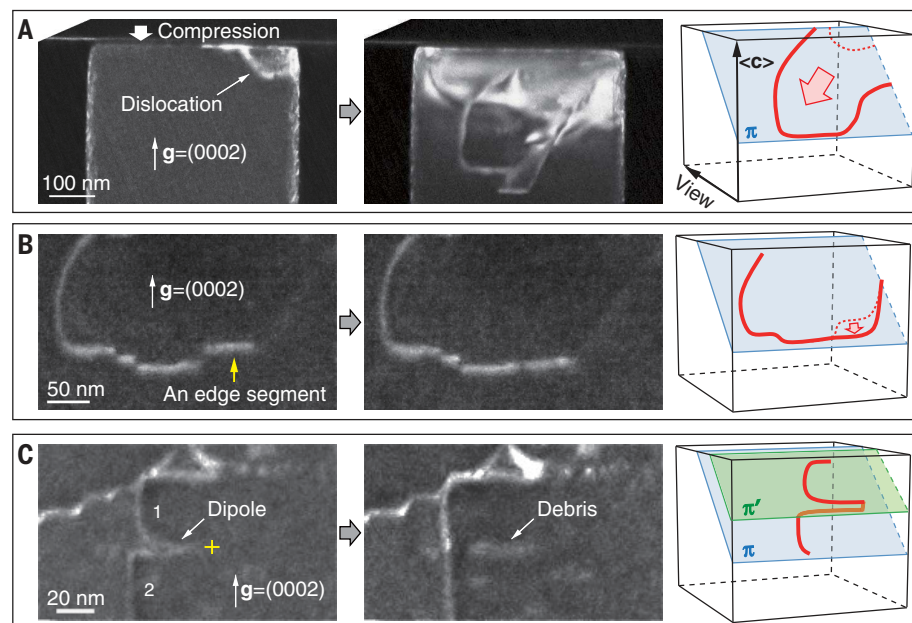 A
Compression
Dislocation
g=(0002)
100 nm
<c>
π
View
B
g=(0002)
An edge segment
50 nm
C
1
Dipole
2
g=(0002)
20 nm
Debris
π′
π